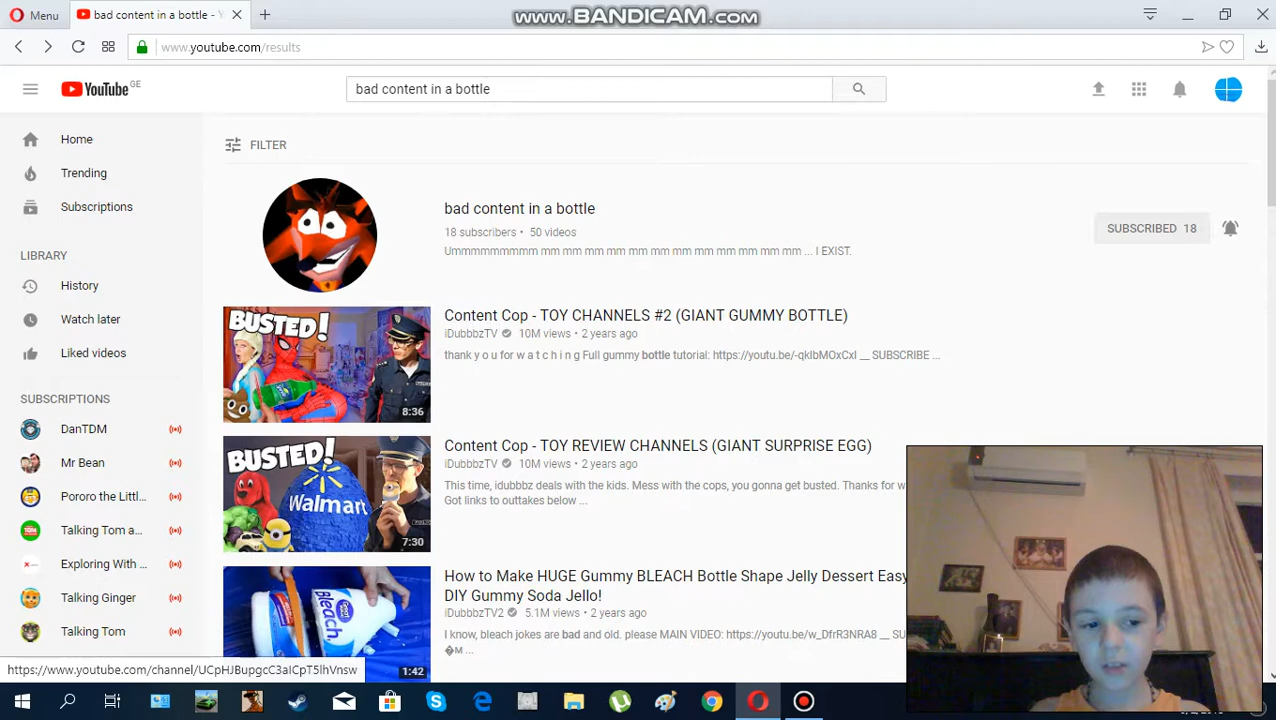 Menu
bad content in a bottle - Y
www.BANDICAM.com
www.youtube.com/results
YouTube GE
bad content in a bottle
Home
FILTER
Trending
Subscriptions
bad content in a bottle
18 subscribers • 50 videos
SUBSCRIBED 18
Ummmmmmmmm mm mm mm mm mm mm mm mm mm mm ... I EXIST.
LIBRARY
History
Watch later
Liked videos
BUSTED!
8:36
Content Cop - TOY CHANNELS #2 (GIANT GUMMY BOTTLE)
iDubbbzTV 10M views • 2 years ago
thank y o u for w a t c h i n g Full gummy bottle tutorial: https://youtu.be/-qkIbMOxCxI __ SUBSCRIBE ...
SUBSCRIPTIONS
DanTDM
Mr Bean
Pororo the Littl...
Talking Tom a...
Exploring With ...
Talking Ginger
Talking Tom
BUSTED!
Walmart
7:30
Content Cop - TOY REVIEW CHANNELS (GIANT SURPRISE EGG)
iDubbbzTV 10M views • 2 years ago
This time, idubbbz deals with the kids. Mess with the cops, you gonna get busted. Thanks for w
Got links to outtakes below ...
Bleach
1:42
How to Make HUGE Gummy BLEACH Bottle Shape Jelly Dessert Easy
DIY Gummy Soda Jello!
iDubbbzTV2 5.1M views • 2 years ago
I know, bleach jokes are bad and old. please MAIN VIDEO: https://youtu.be/w_DfrR3NRA8 __ SU
https://www.youtube.com/channel/UCpHJBupgcC3aICpT5lhVnsw